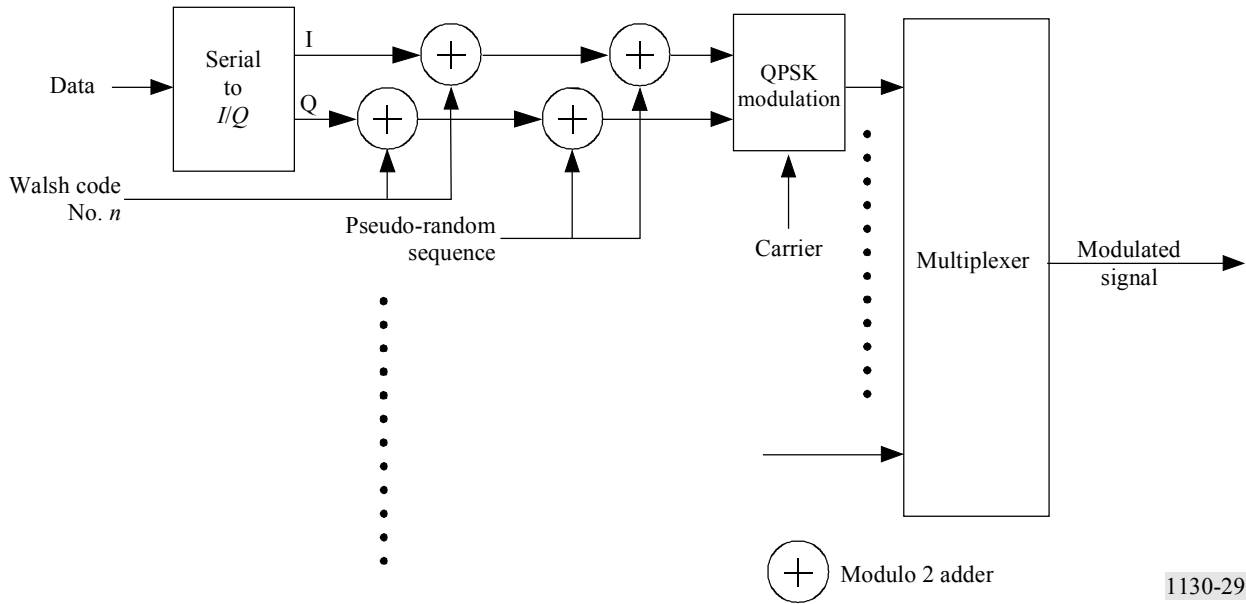 Data
Serial
to
I/Q
I
Q
QPSK
modulation
Walsh code
No. n
Pseudo-random
sequence
Carrier
Multiplexer
Modulated
signal
Modulo 2 adder
1130-29